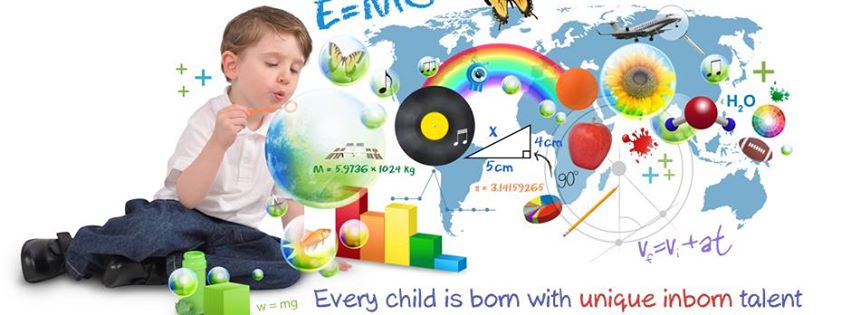 E=MC
H₂O
X
4cm
5cm
90°
M = 5.9736 x 1024 kg
π = 3.14159265
vf=vi+at
w = mg
Every child is born with unique inborn talent